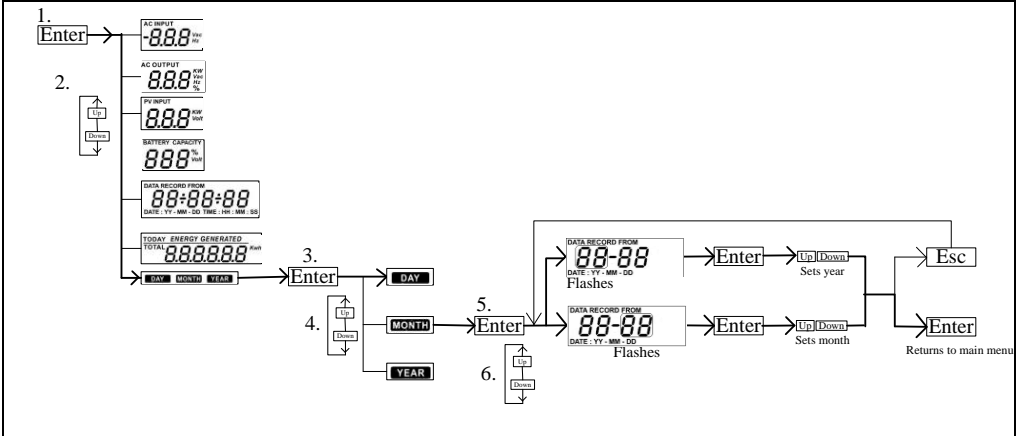 1.
Enter
AC INPUT
-8.8.8 Vac
Hz
2.
Up
Down
AC OUTPUT
8.8.8 KW
Vac
Hz
%
PV INPUT
8.8.8 KW
Volt
BATTERY CAPACITY
888 %
Volt
DATA RECORD FROM
88:88:88
DATE : YY - MM - DD TIME : HH : MM : SS
TODAY ENERGY GENERATED
TOTAL 8.8.8.8.8.8 Kwh
DAY MONTH YEAR
3.
Enter
4.
Up
Down
DAY
MONTH
YEAR
5.
Enter
6.
Up
Down
DATA RECORD FROM
88-88
DATE : YY - MM - DD
Flashes
Enter
Up Down
Sets year
Esc
DATA RECORD FROM
88-88
DATE : YY - MM - DD
Flashes
Enter
Up Down
Sets month
Enter
Returns to main menu